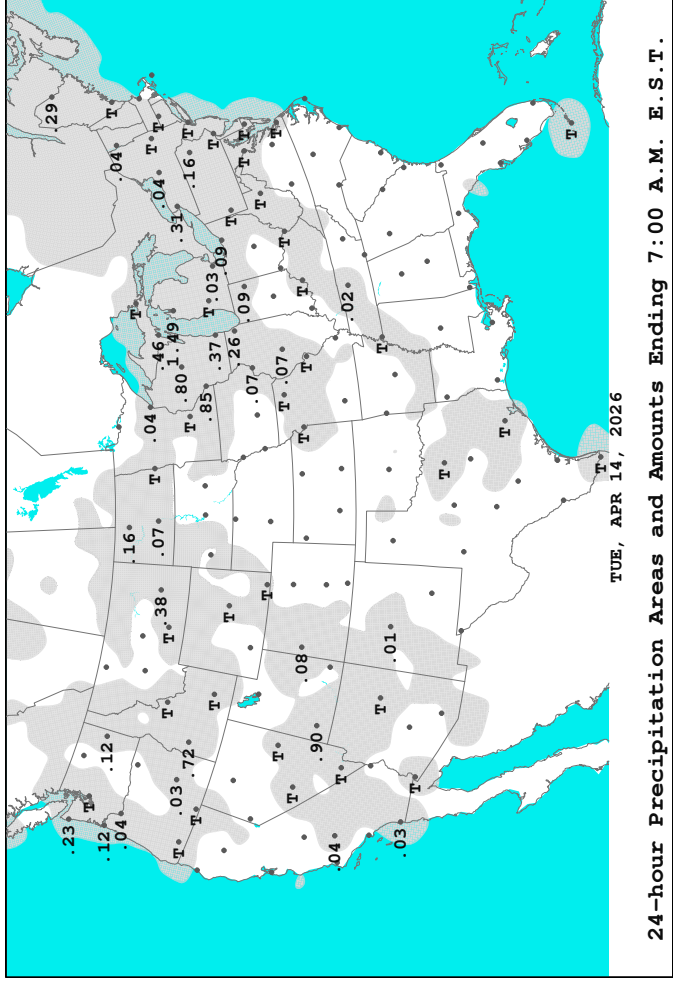 .29
.23
T
.12
.12
T
.04
.04
.16
T
.04
T
T
.07
.46
.04
T
.38
T
T
1.49
T
.03
.31
.80
.72
.16
T
T
T
.85
T
T
.37
.03
T
.09
T
T
.26
.09
T
T
.07
T
T
T
T
.07
T
T
T
.08
T
T
T
.90
.04
T
.02
T
T
.01
.03
T
T
T
T
T
TUE, APR 14, 2026
24-hour Precipitation Areas and Amounts Ending 7:00 A.M. E.S.T.